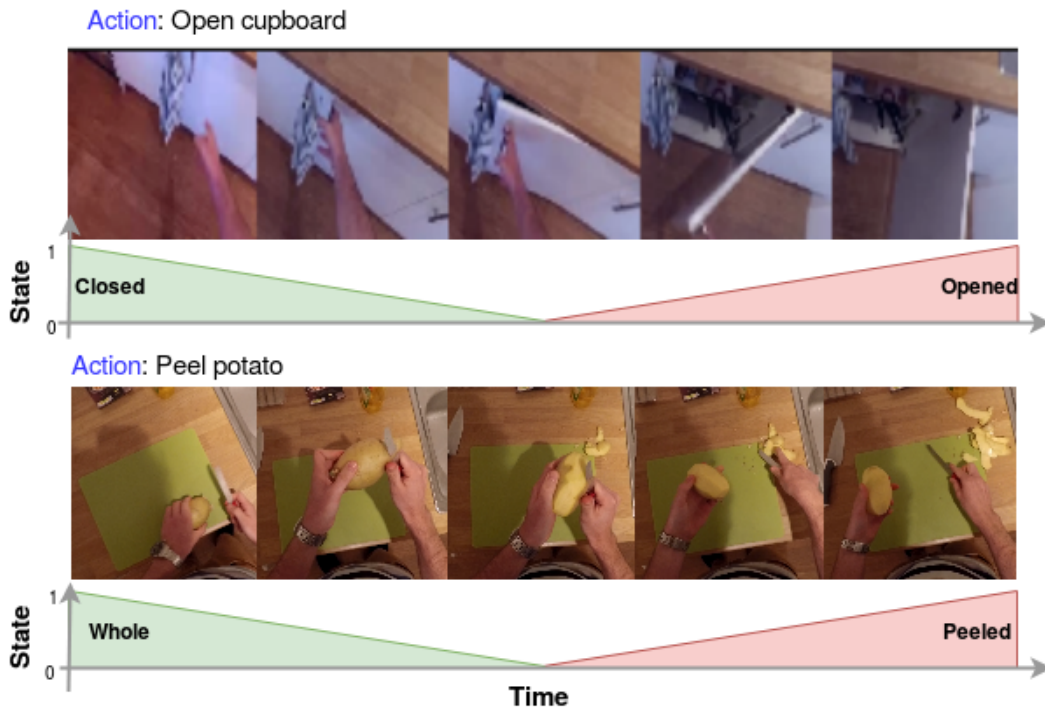 Action: Open cupboard
1
State
Closed
Opened
0
Action: Peel potato
1
State
Whole
Peeled
0
Time